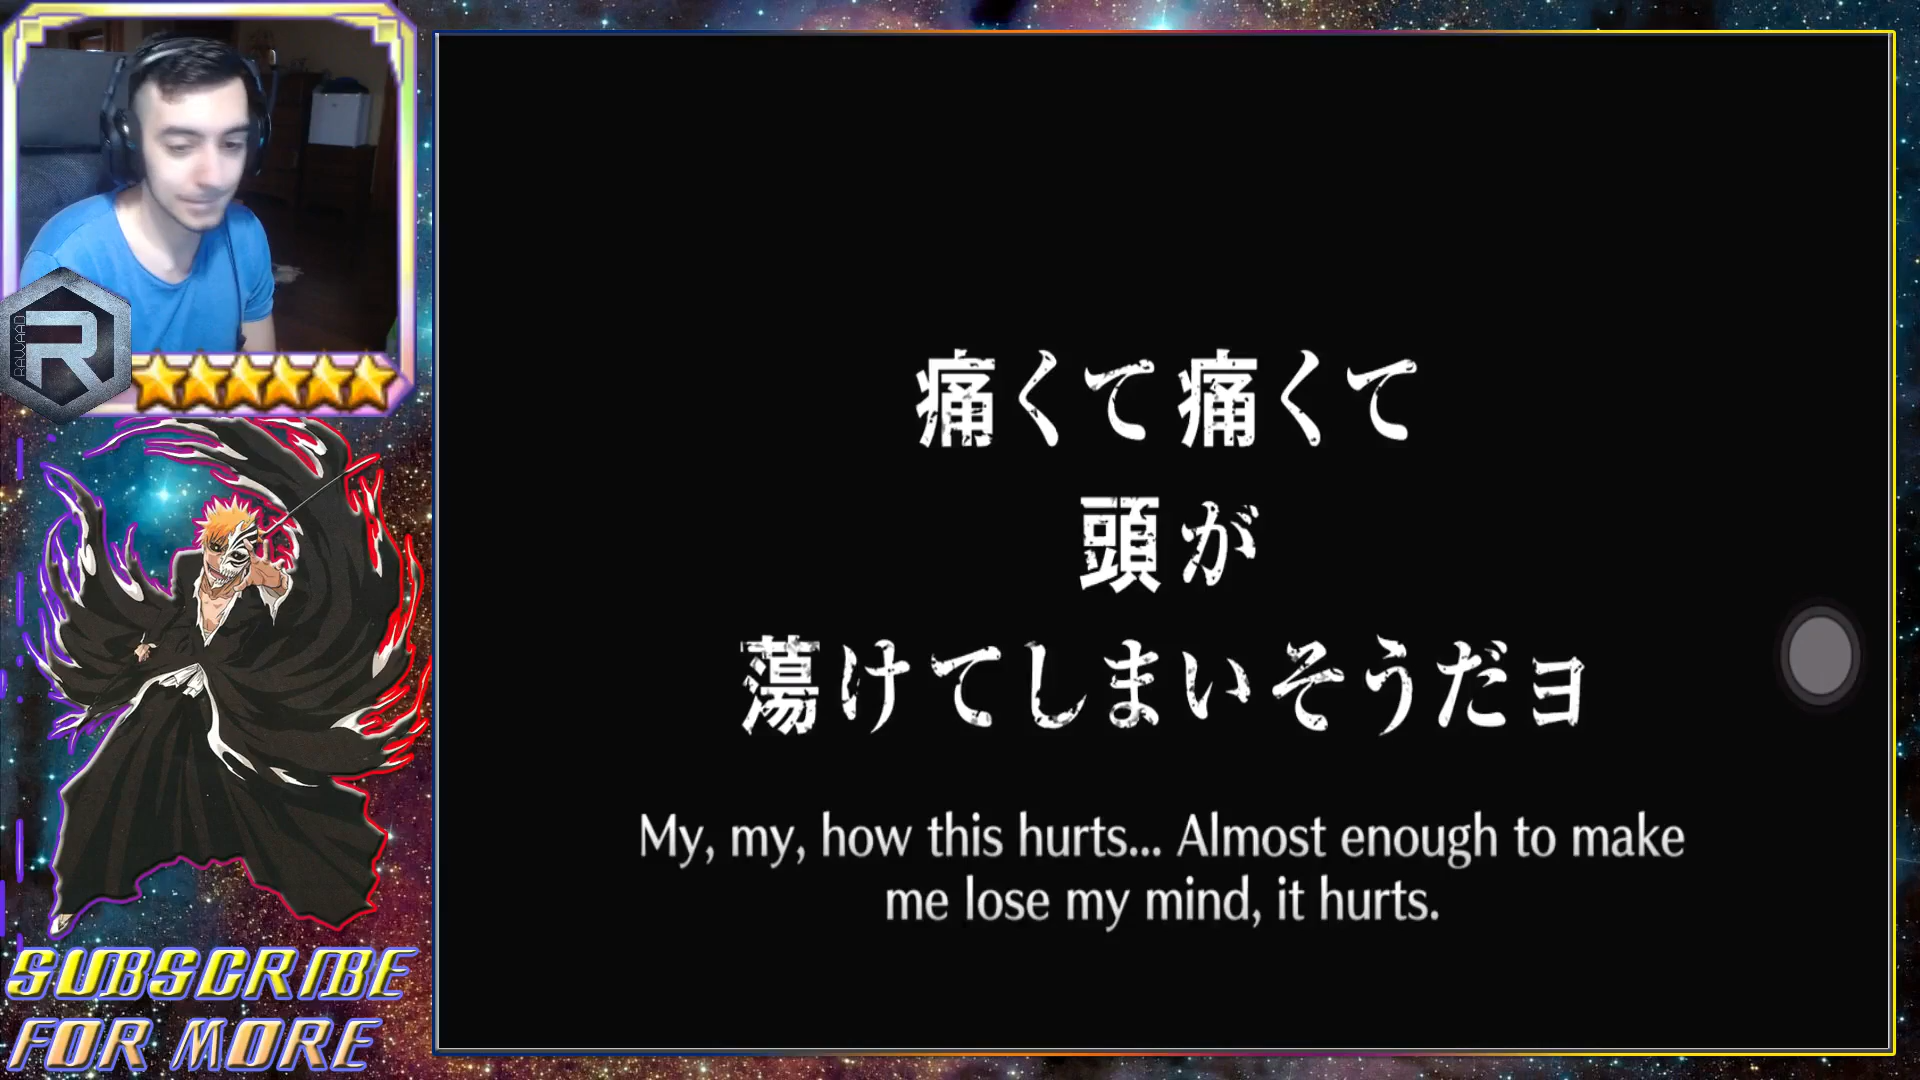 RAWAAD
R
SUBSCRIBE
FOR MORE
痛くて痛くて
頭が
蕩けてしまいそうだヨ
My, my, how this hurts... Almost enough to make
me lose my mind, it hurts.